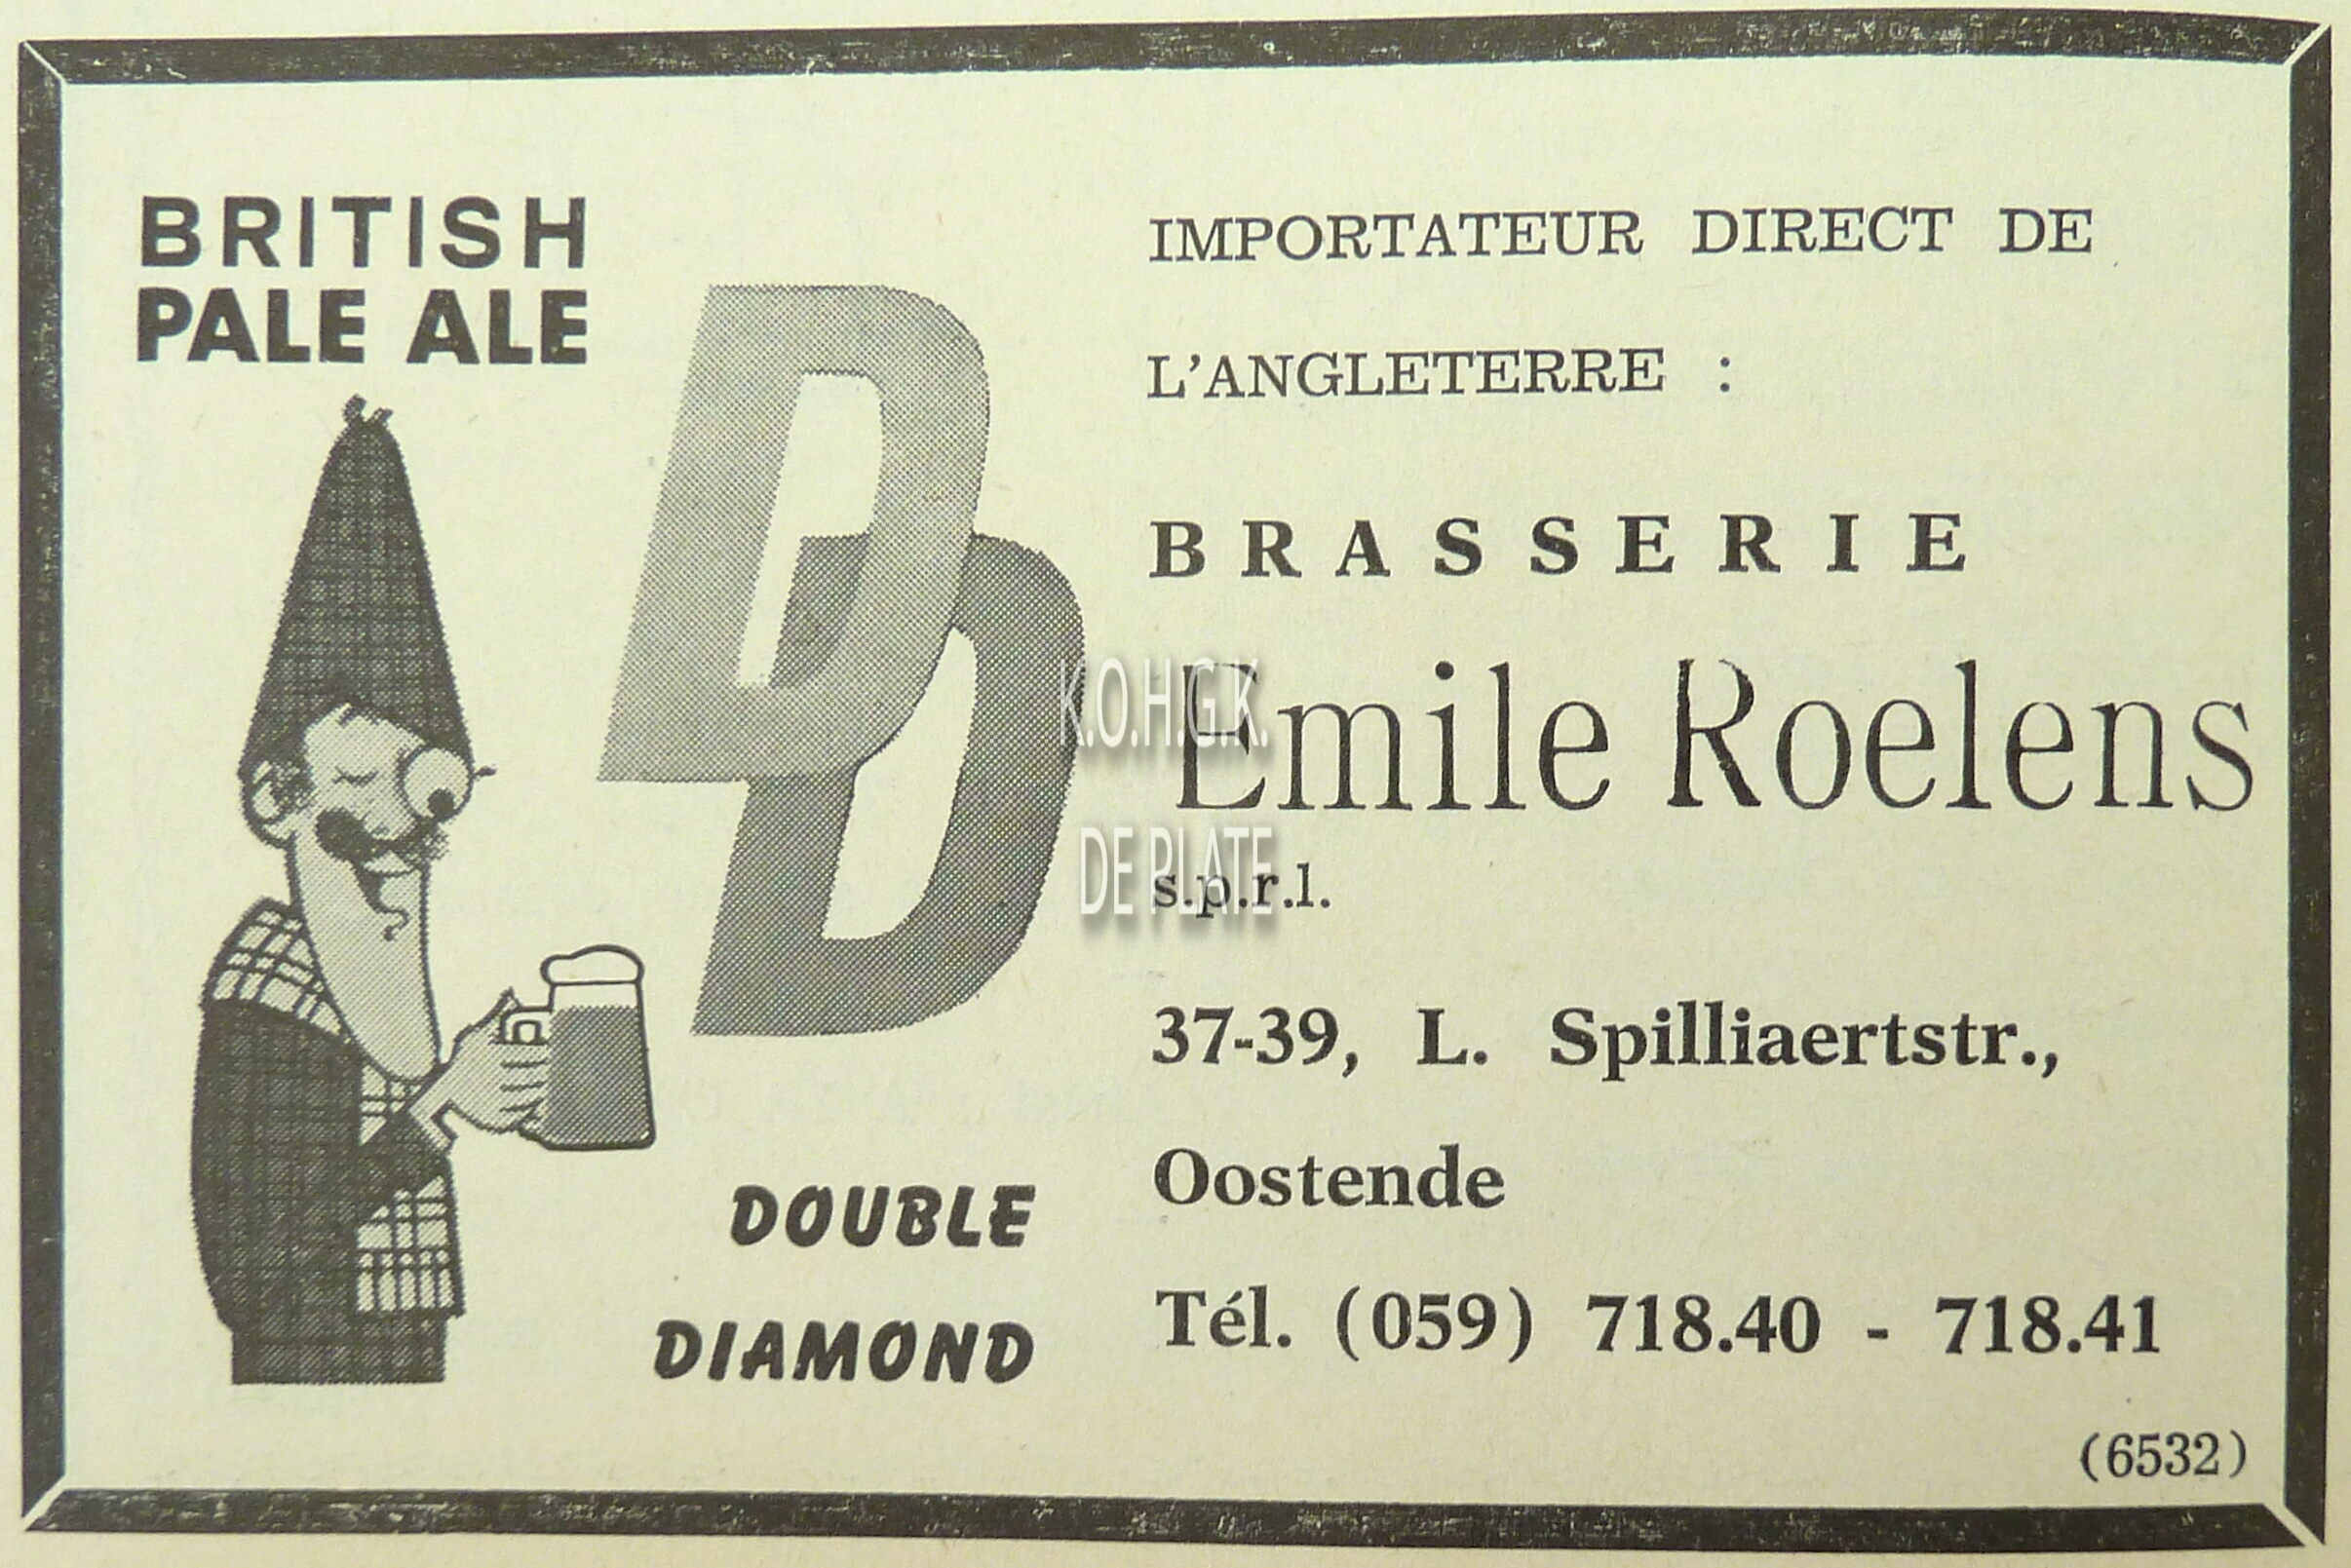 BRITISH
PALE ALE
DD
DOUBLE
DIAMOND
IMPORTATEUR DIRECT DE
L'ANGLETERRE :
BRASSERIE
Emile Roelens
s.p.r.l.
37-39, L. Spilliaertstr.,
Oostende
Tél. (059) 718.40 - 718.41
(6532)
K.O.H.G.K.
DE PLATE